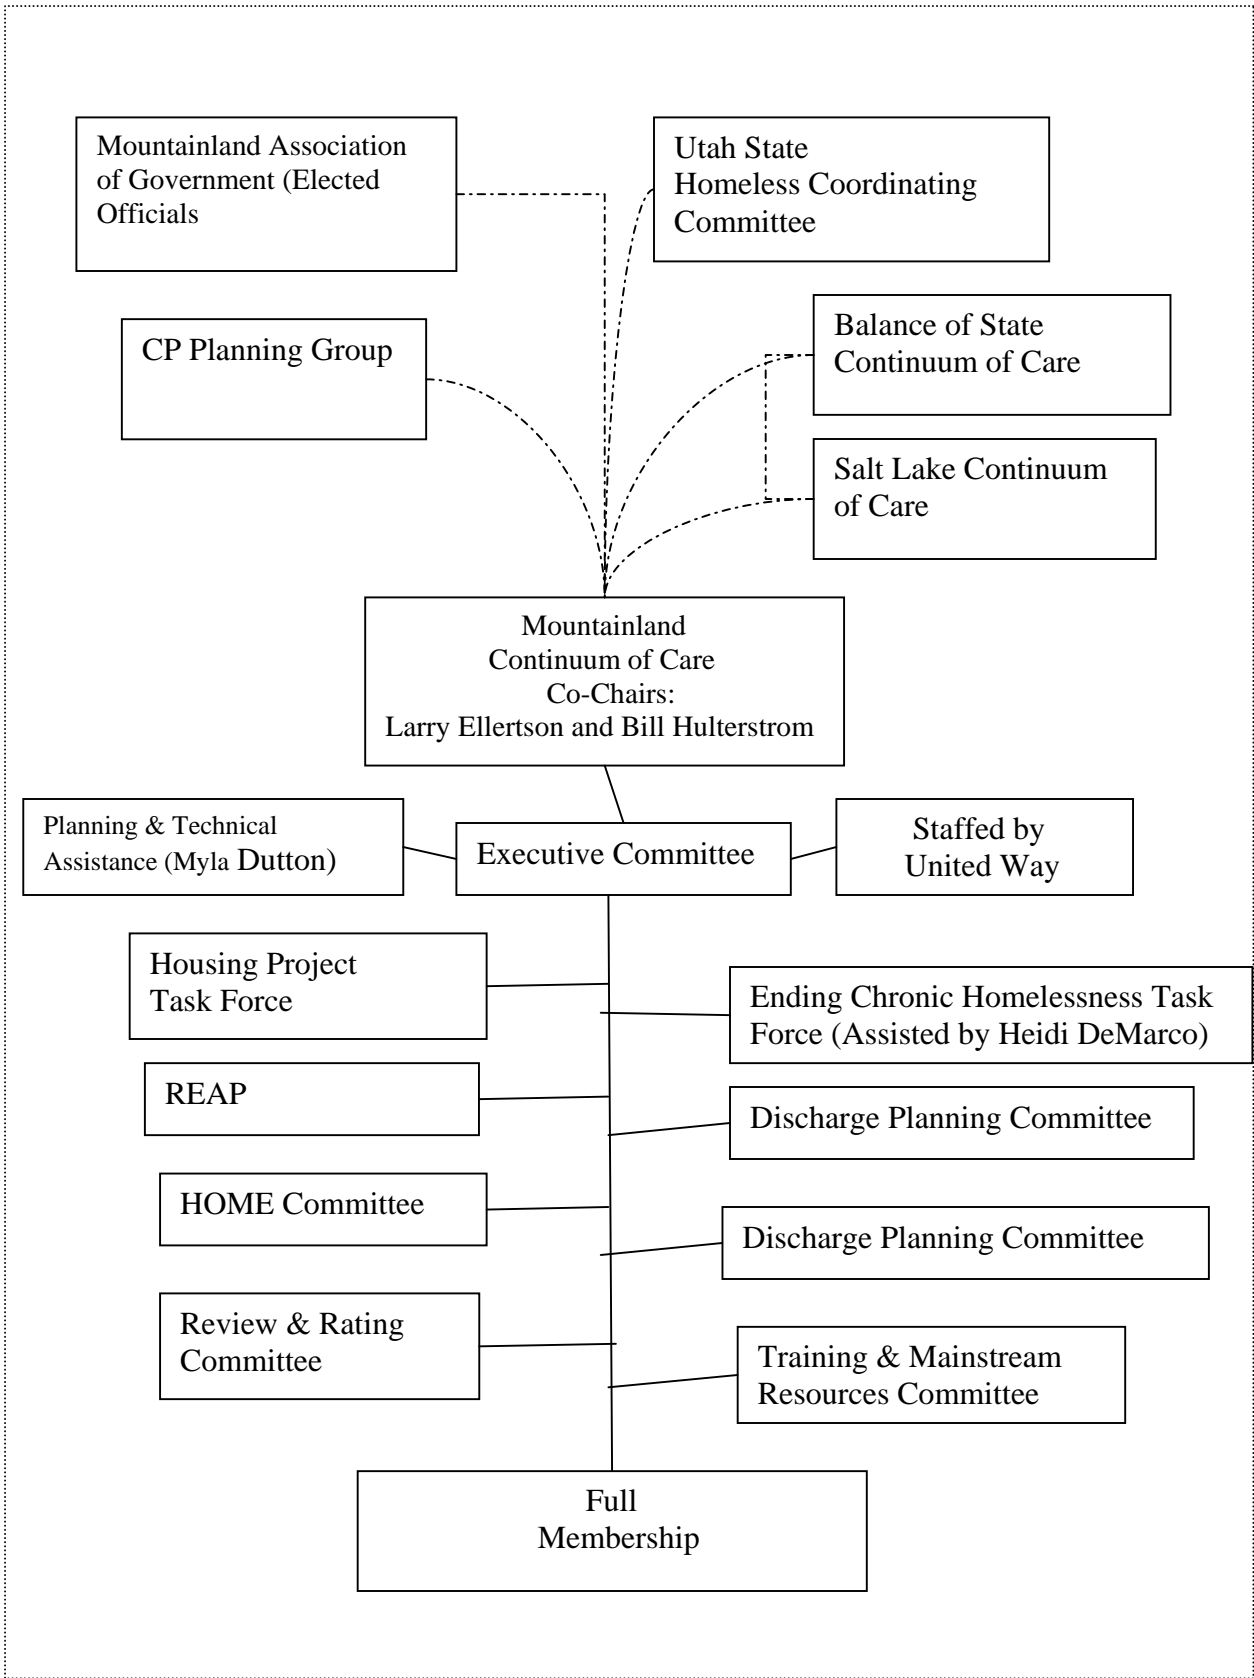 Mountainland Association
of Government (Elected
Officials
Utah State
Homeless Coordinating
Committee
CP Planning Group
Balance of State
Continuum of Care
Salt Lake Continuum
of Care
Mountainland
Continuum of Care
Co-Chairs:
Larry Ellertson and Bill Hulterstrom
Planning & Technical
Assistance (Myla Dutton)
Executive Committee
Staffed by
United Way
Housing Project
Task Force
Ending Chronic Homelessness Task
Force (Assisted by Heidi DeMarco)
REAP
Discharge Planning Committee
HOME Committee
Discharge Planning Committee
Review & Rating
Committee
Training & Mainstream
Resources Committee
Full
Membership